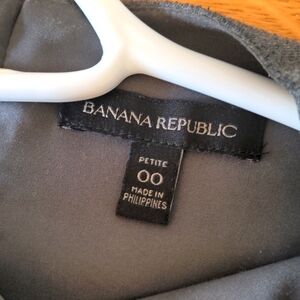 BANANA REPUBLIC
PETITE
00
MADE IN
PHILIPPINES